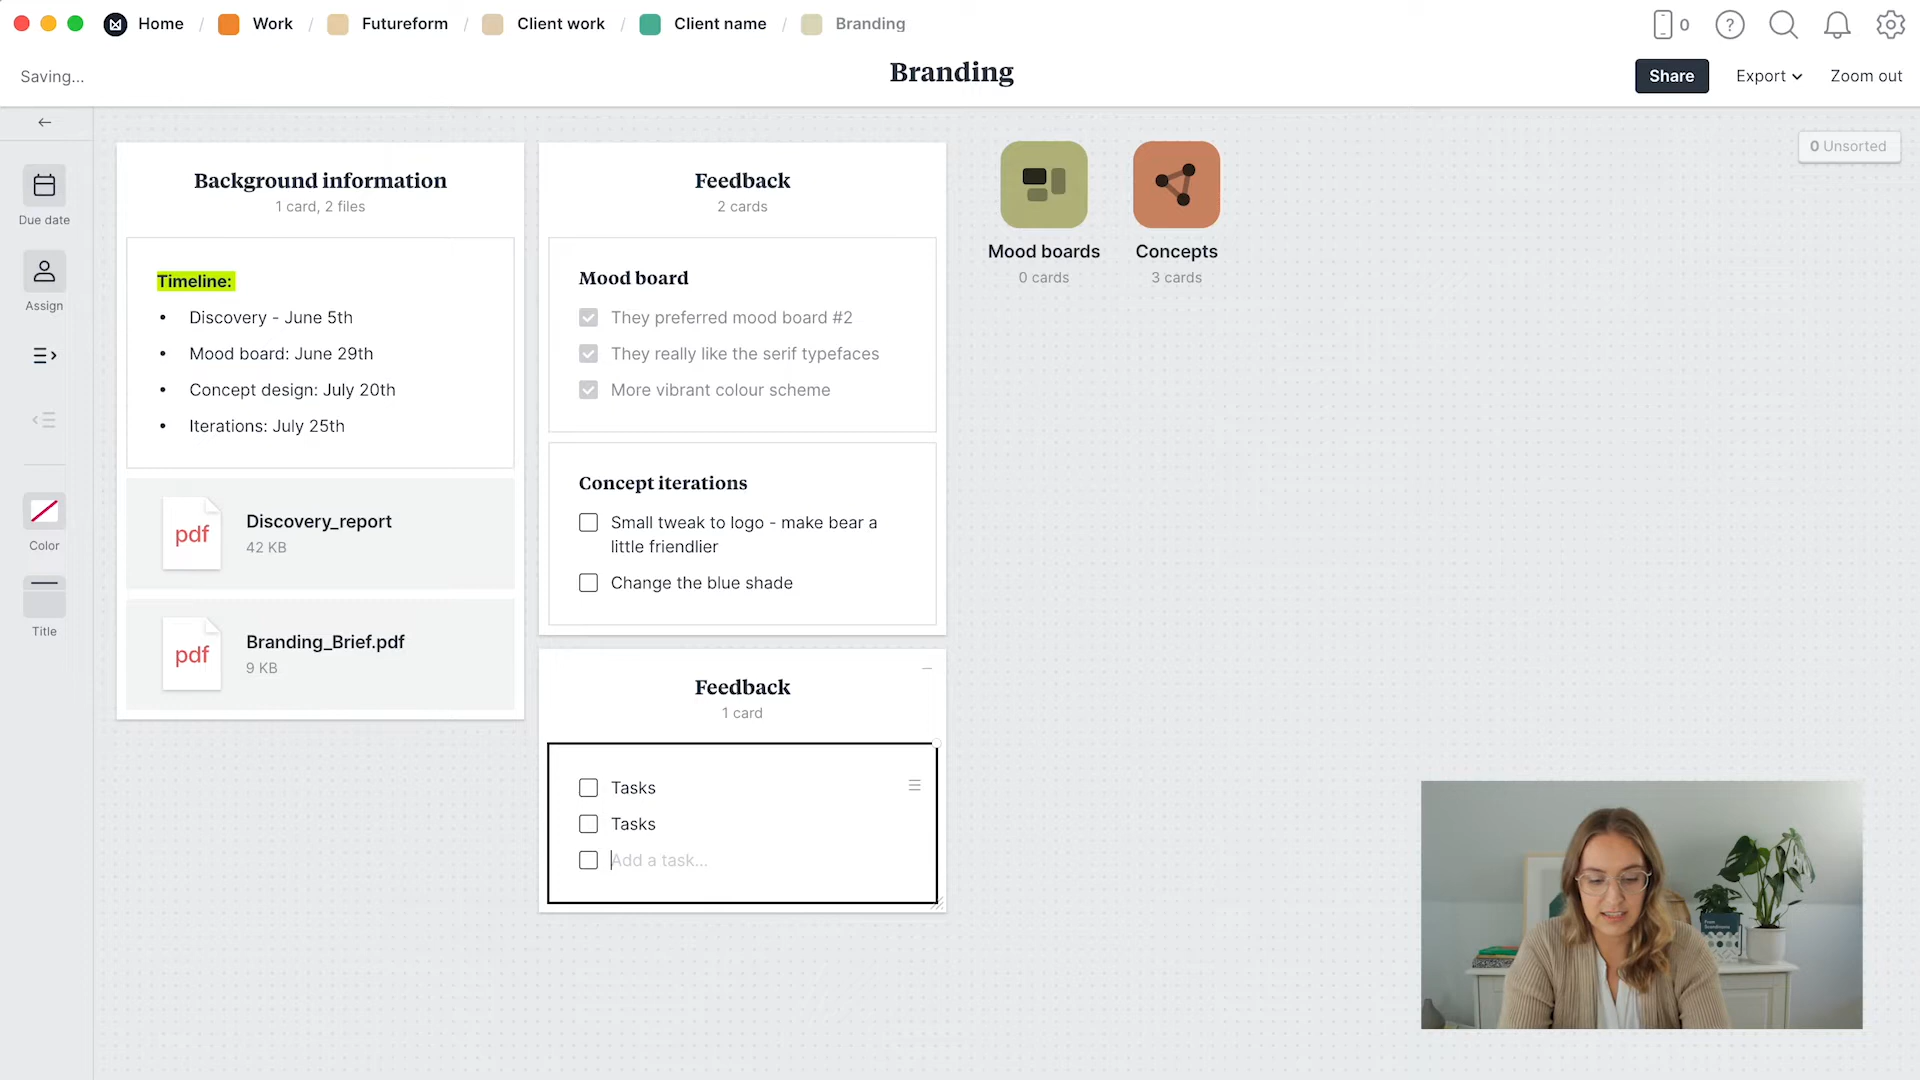 Home / Work / Futureform / Client work / Client name / Branding
0
?
Saving...
Branding
Share
Export
Zoom out
0 Unsorted
Due date
Assign
Color
Title
Background information
1 card, 2 files
Timeline:
• Discovery - June 5th
• Mood board: June 29th
• Concept design: July 20th
• Iterations: July 25th
pdf
Discovery_report
42 KB
pdf
Branding_Brief.pdf
9 KB
Feedback
2 cards
Mood board
They preferred mood board #2
They really like the serif typefaces
More vibrant colour scheme
Concept iterations
Small tweak to logo - make bear a
little friendlier
Change the blue shade
Feedback
1 card
Tasks
Tasks
Add a task...
Mood boards
0 cards
Concepts
3 cards